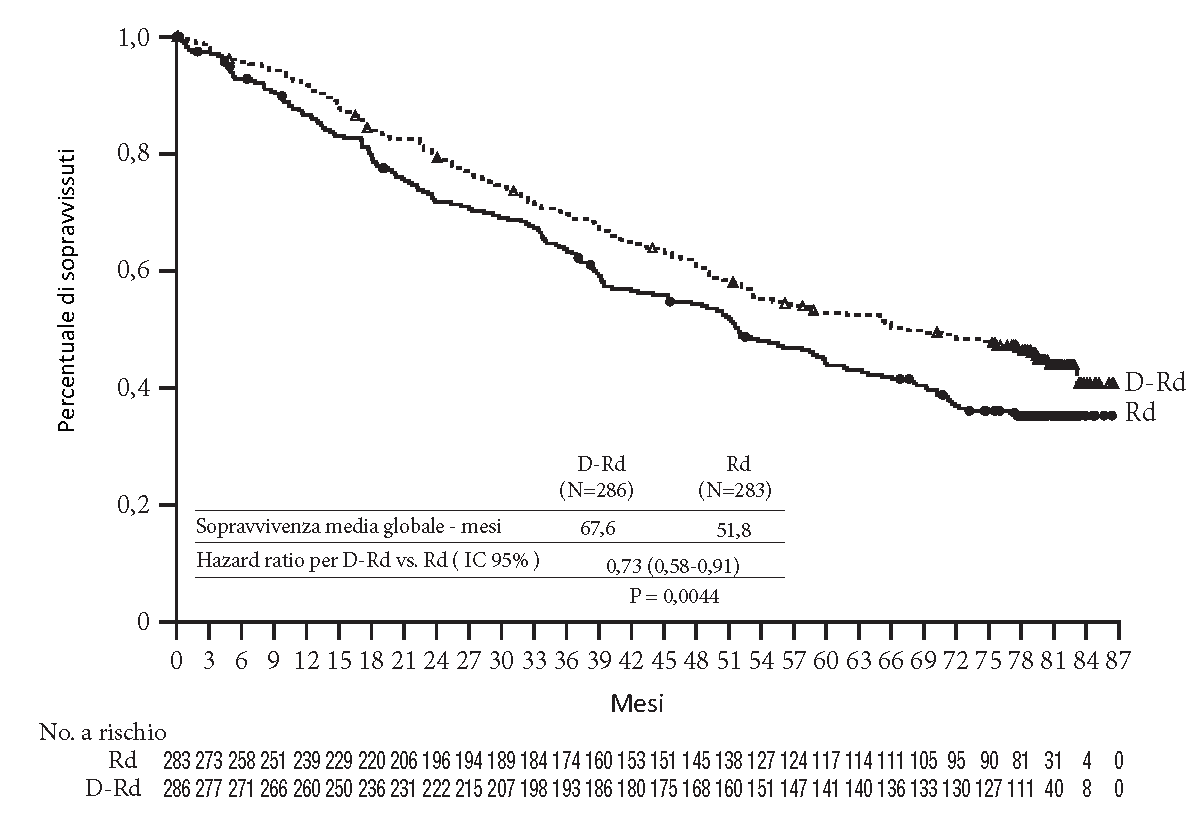 Percentuale di sopravvissuti
1,0
0,8
0,6
0,4
0,2
0
D-Rd
Rd
D-Rd Rd
(N=286) (N=283)
Sopravvivenza media globale - mesi 67,6 51,8
Hazard ratio per D-Rd vs. Rd ( IC 95% ) 0,73 (0,58-0,91)
P = 0,0044
0 3 6 9 12 15 18 21 24 27 30 33 36 39 42 45 48 51 54 57 60 63 66 69 72 75 78 81 84 87
Mesi
No. a rischio
Rd 283 273 258 251 239 229 220 206 196 194 189 184 174 160 153 151 145 138 127 124 117 114 111 105 95 90 81 31 4 0
D-Rd 286 277 271 266 260 250 236 231 222 215 207 198 193 186 180 175 168 160 151 147 141 140 136 133 130 127 111 40 8 0